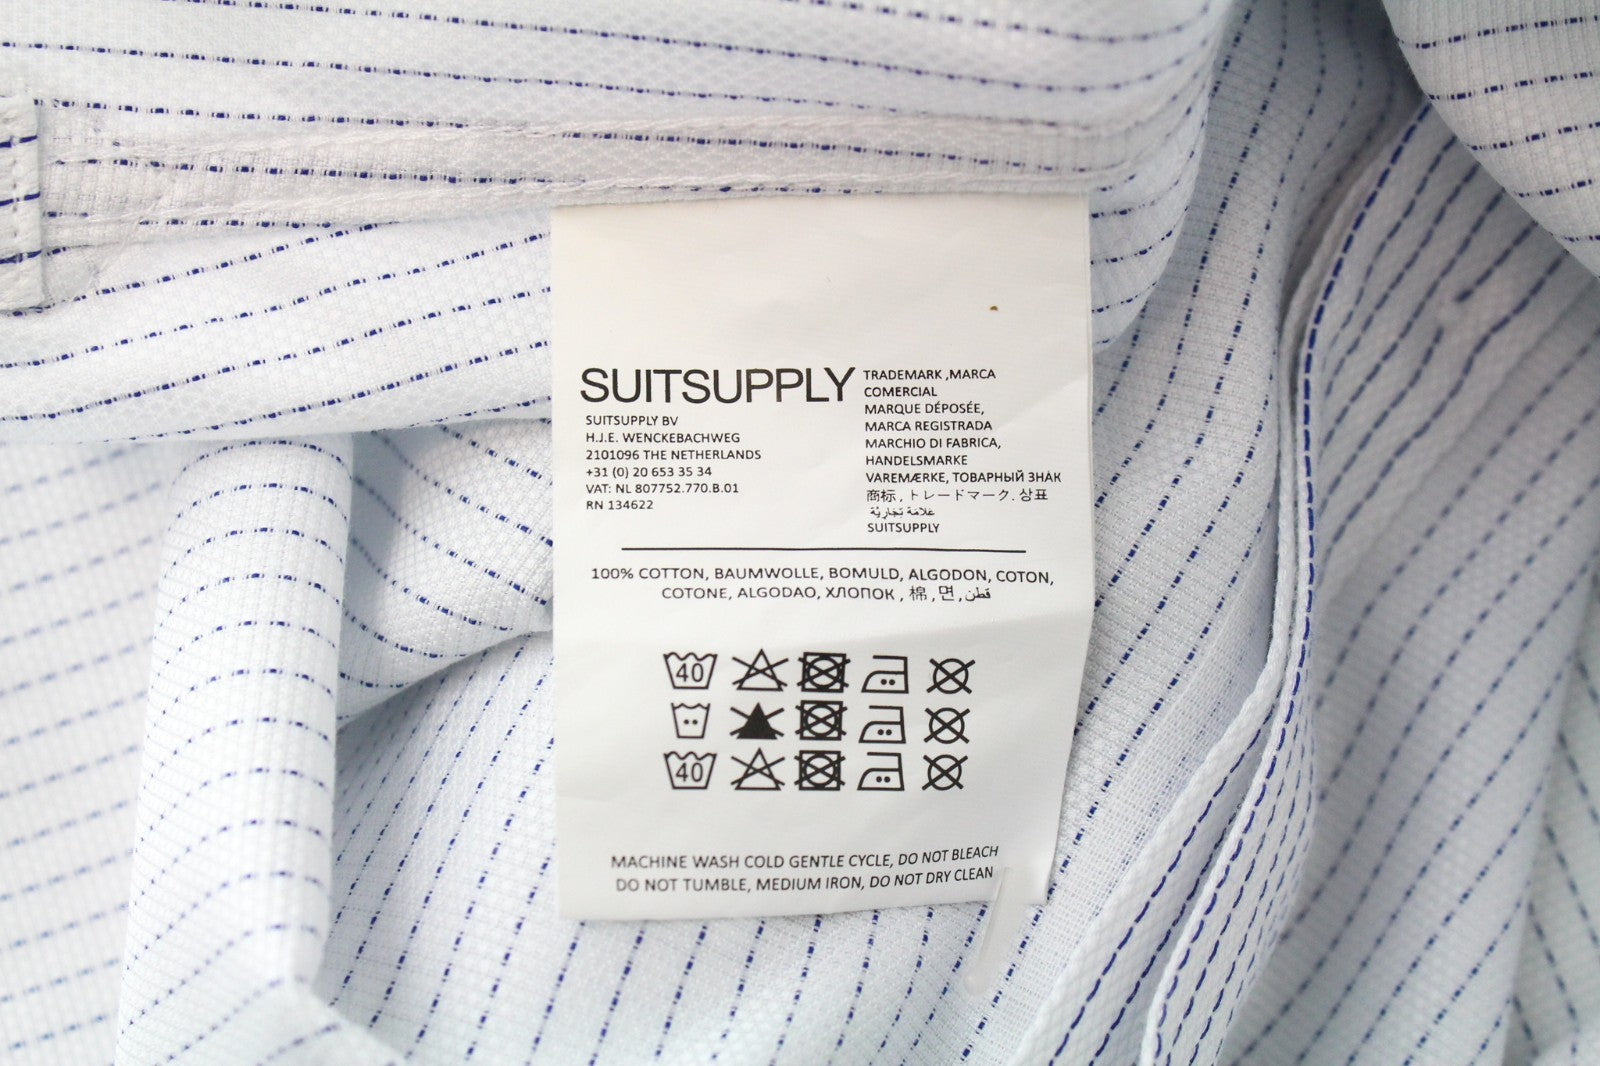 SUITSUPPLY
SUITSUPPLY BV
H.J.E. WENCKEBACHWEG
2101096 THE NETHERLANDS
+31 (0) 20 653 35 34
VAT: NL 807752.770.B.01
RN 134622
TRADEMARK ,MARCA
COMERCIAL
MARQUE DÉPOSÉE,
MARCA REGISTRADA
MARCHIO DI FABRICA,
HANDELSMARKE
VAREMÆRKE, ТОВАРНЫЙ ЗНАК
商标 , トレードマーク. 상표
علامة تجارِيَّة
SUITSUPPLY
100% COTTON, BAUMWOLLE, BOMULD, ALGODON, COTON,
COTONE, ALGODAO, ХЛОПОК , 棉 , 면 , قطن
40
40
MACHINE WASH COLD GENTLE CYCLE, DO NOT BLEACH
DO NOT TUMBLE, MEDIUM IRON, DO NOT DRY CLEAN